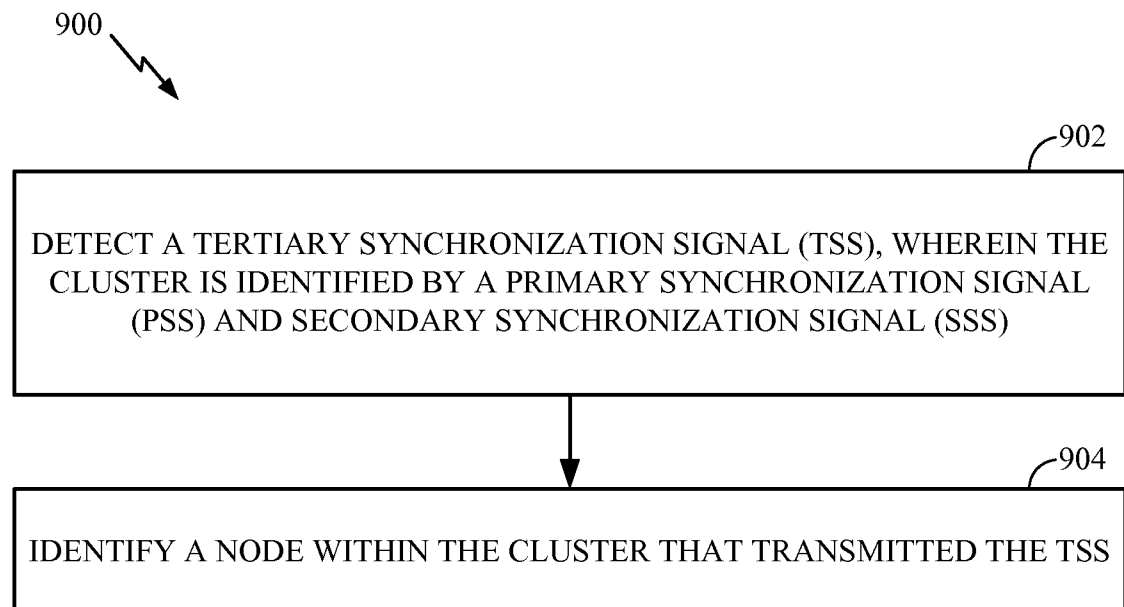 900
902
DETECT A TERTIARY SYNCHRONIZATION SIGNAL (TSS), WHEREIN THE
CLUSTER IS IDENTIFIED BY A PRIMARY SYNCHRONIZATION SIGNAL
(PSS) AND SECONDARY SYNCHRONIZATION SIGNAL (SSS)
904
IDENTIFY A NODE WITHIN THE CLUSTER THAT TRANSMITTED THE TSS